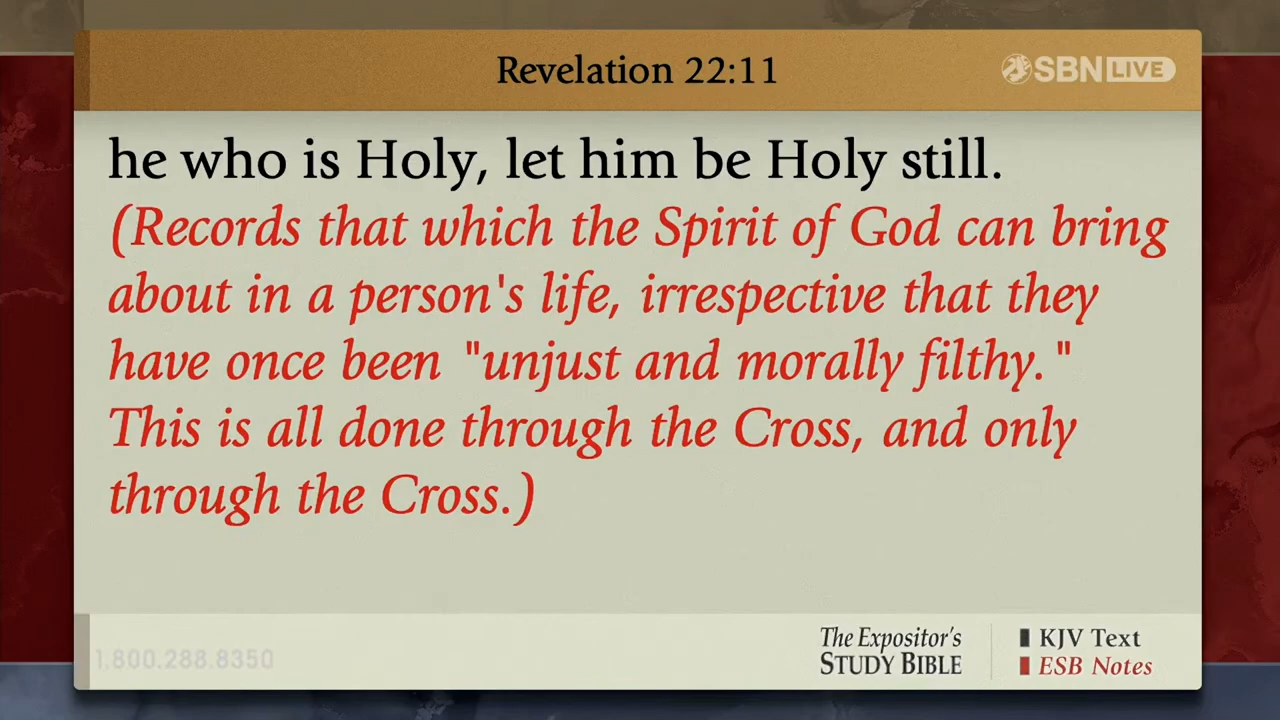 Revelation 22:11
SBN LIVE
he who is Holy, let him be Holy still.
(Records that which the Spirit of God can bring
about in a person's life, irrespective that they
have once been "unjust and morally filthy."
This is all done through the Cross, and only
through the Cross.)
1.800.288.8350
The Expositor's
STUDY BIBLE
KJV Text
ESB Notes